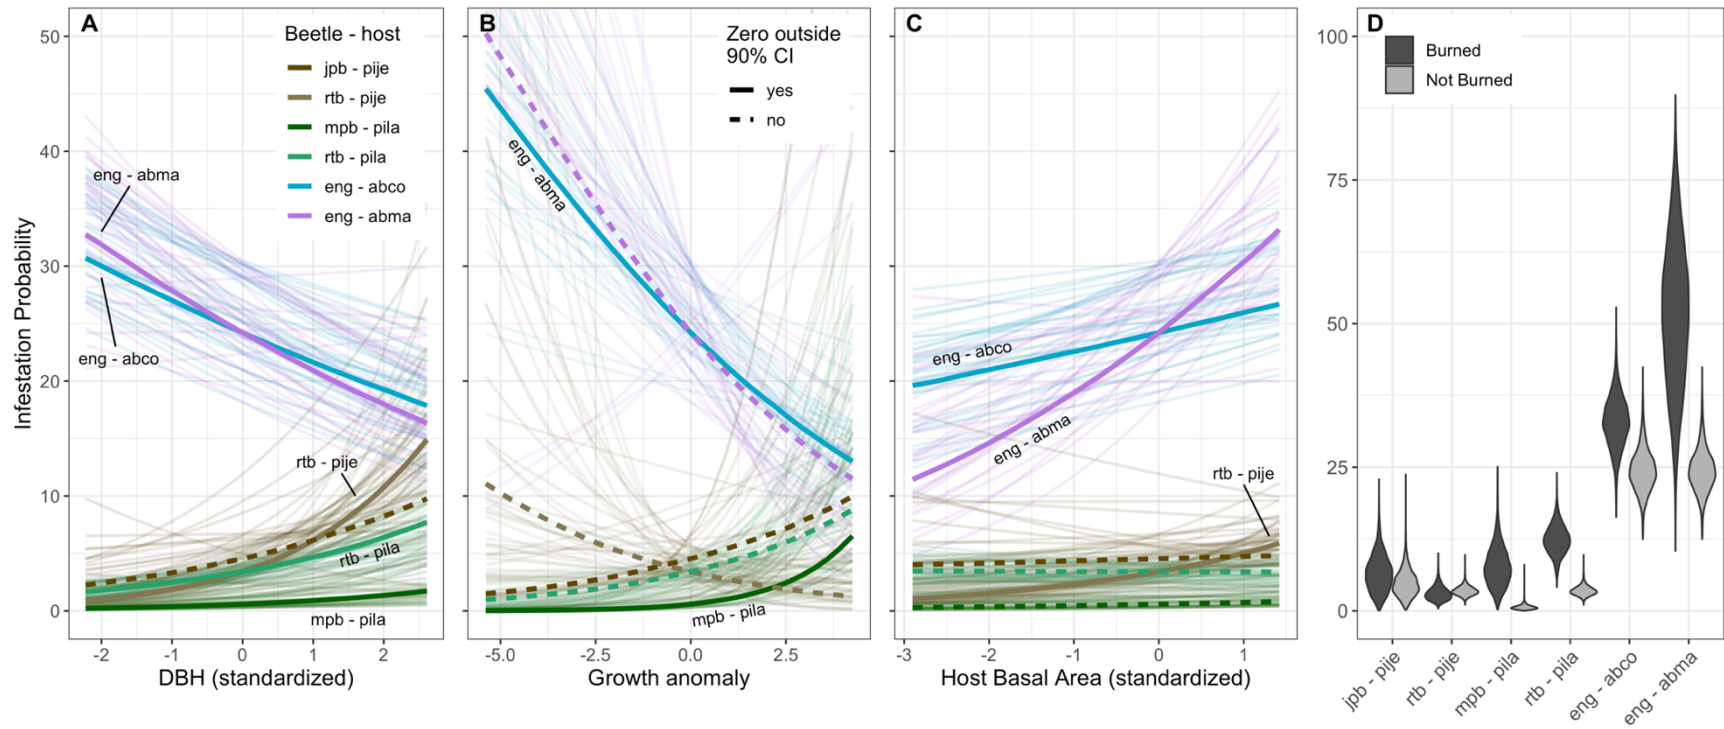 A
Beetle - host
jpb - pije
rtb - pije
mpb - pila
rtb - pila
eng - abco
eng - abma
eng - abma
eng - abco
rtb - pije
rtb - pila
mpb - pila
Infestation Probability
50
40
30
20
10
0
-2
-1
0
1
2
DBH (standardized)
B
Zero outside
90% CI
yes
no
eng - abma
mpb - pila
-5.0
-2.5
0.0
2.5
Growth anomaly
C
eng - abco
eng - abma
rtb - pije
-3
-2
-1
0
1
Host Basal Area (standardized)
D
Burned
Not Burned
100
75
50
25
0
jpb - pije
rtb - pije
mpb - pila
rtb - pila
eng - abco
eng - abma